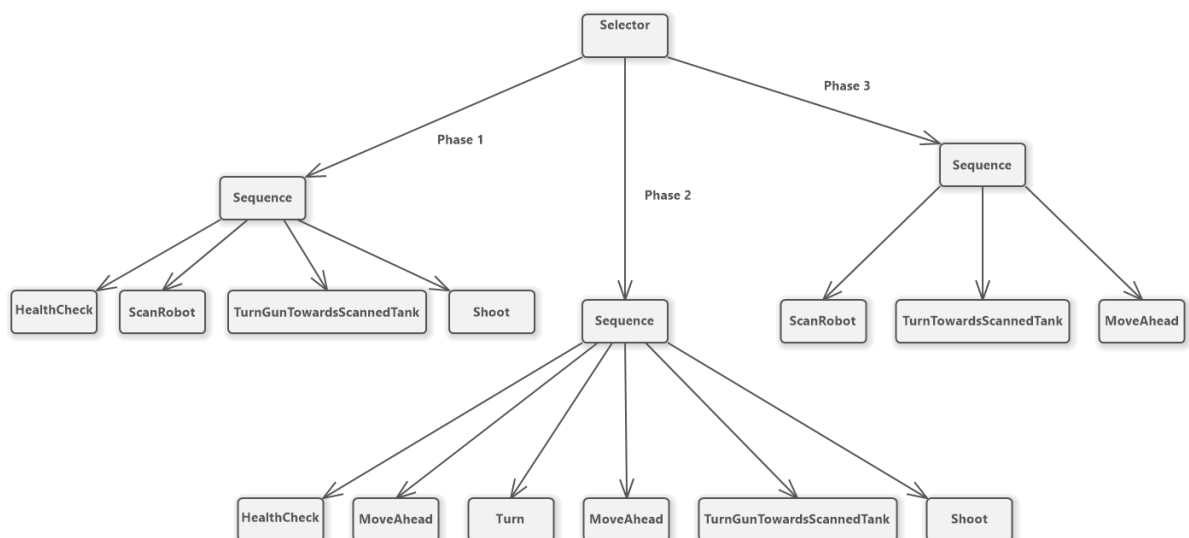 Selector
Phase 3
Phase 1
Sequence
Sequence
Phase 2
HealthCheck
ScanRobot
TurnGunTowardsScannedTank
Shoot
Sequence
ScanRobot
TurnTowardsScannedTank
MoveAhead
HealthCheck
MoveAhead
Turn
MoveAhead
TurnGunTowardsScannedTank
Shoot